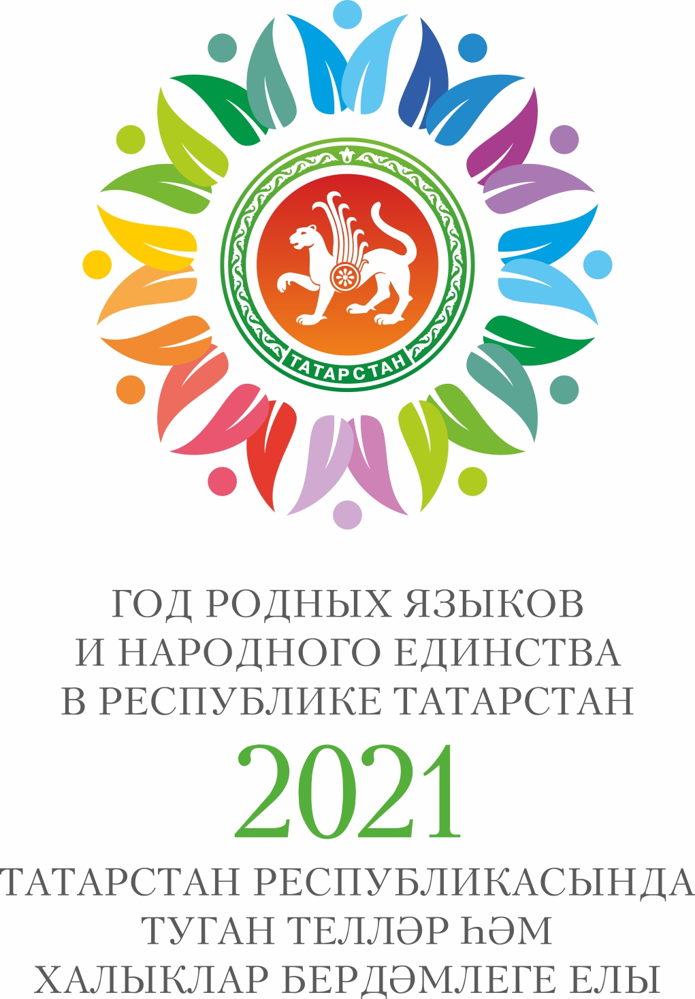 ТАТАРСТАН
ГОД РОДНЫХ ЯЗЫКОВ
И НАРОДНОГО ЕДИНСТВА
В РЕСПУБЛИКЕ ТАТАРСТАН
2021
ТАТАРСТАН РЕСПУБЛИКАСЫНДА
ТУГАН ТЕЛЛӘР ҺӘМ
ХАЛЫКЛАР БЕРДӘМЛЕГЕ ЕЛЫ